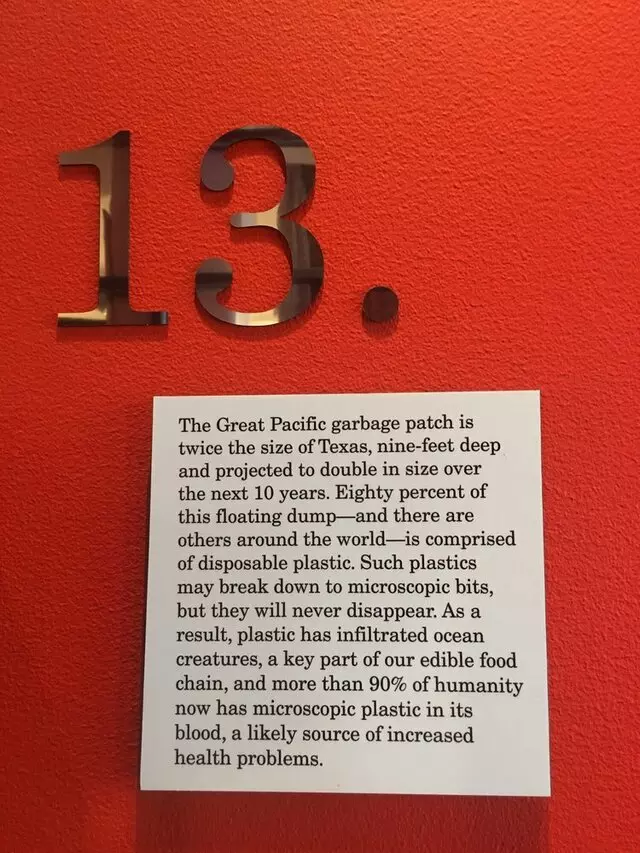 13.
The Great Pacific garbage patch is
twice the size of Texas, nine-feet deep
and projected to double in size over
the next 10 years. Eighty percent of
this floating dump—and there are
others around the world—is comprised
of disposable plastic. Such plastics
may break down to microscopic bits,
but they will never disappear. As a
result, plastic has infiltrated ocean
creatures, a key part of our edible food
chain, and more than 90% of humanity
now has microscopic plastic in its
blood, a likely source of increased
health problems.